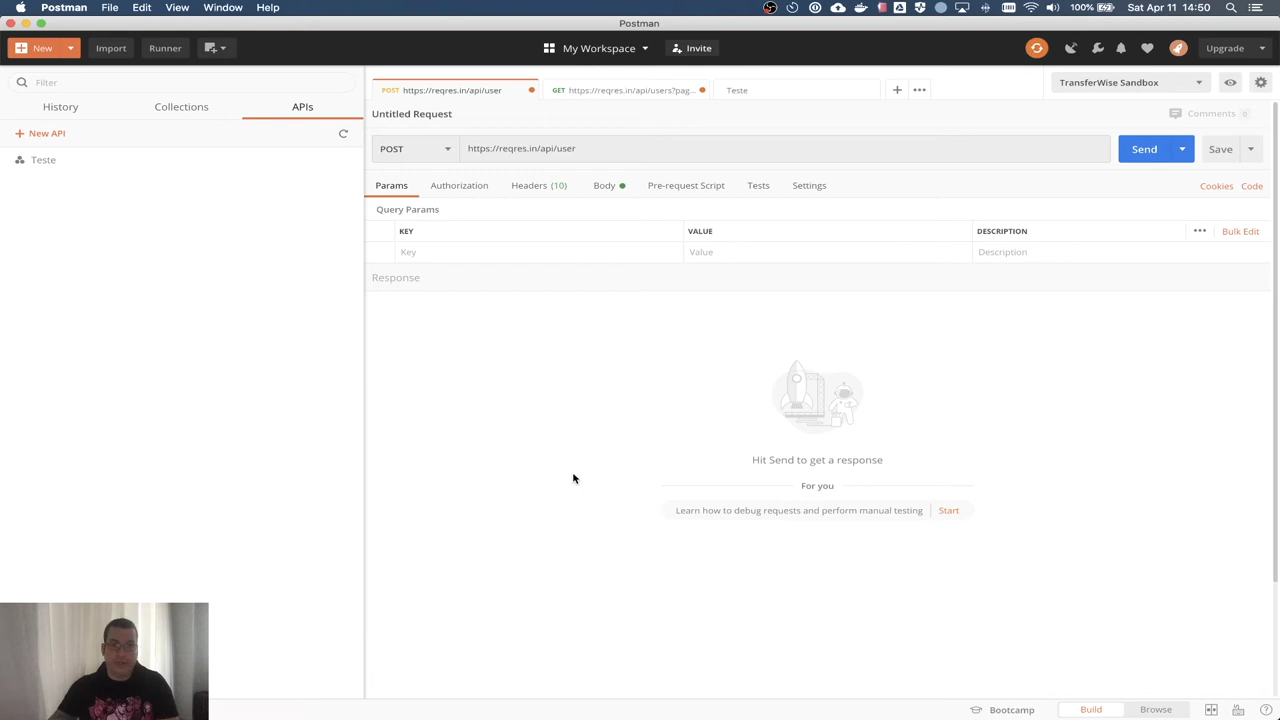 Postman File Edit View Window Help 100% Sat Apr 11 14:50
Postman
New Import Runner My Workspace Invite Upgrade
Filter
History Collections APIs
New API
Teste
POST https://reqres.in/api/user GET https://reqres.in/api/users?pag... Teste
TransferWise Sandbox
Untitled Request Comments 0
POST https://reqres.in/api/user Send Save
Params Authorization Headers (10) Body Pre-request Script Tests Settings Cookies Code
Query Params
KEY VALUE DESCRIPTION Bulk Edit
Key Value Description
Response
Hit Send to get a response
For you
Learn how to debug requests and perform manual testing Start
Bootcamp Build Browse